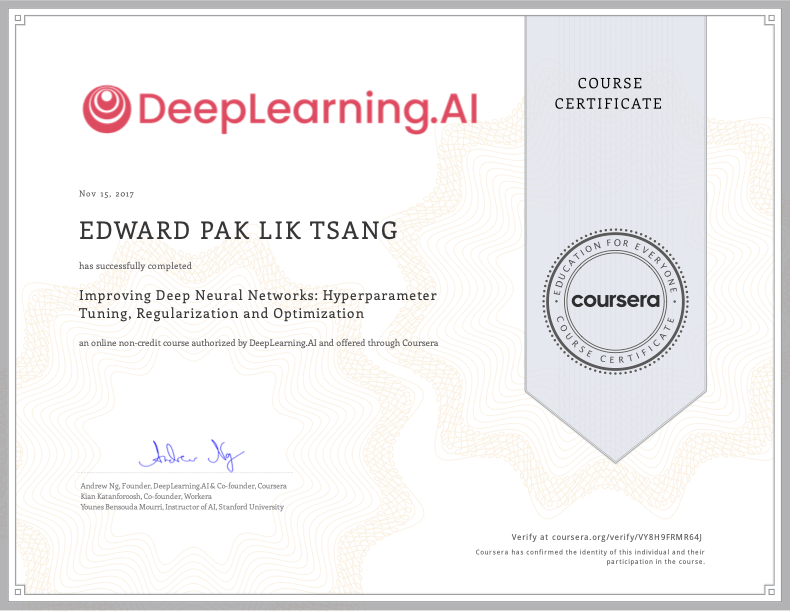 DeepLearning.AI
COURSE
CERTIFICATE
Nov 15, 2017
EDWARD PAK LIK TSANG
has successfully completed
Improving Deep Neural Networks: Hyperparameter
Tuning, Regularization and Optimization
an online non-credit course authorized by DeepLearning.AI and offered through Coursera
EDUCATION FOR EVERYONE
coursera
COURSE CERTIFICATE
Andrew Ng
Andrew Ng, Founder, DeepLearning.AI & Co-founder, Coursera
Kian Katanforoosh, Co-founder, Workera
Younes Bensouda Mourri, Instructor of AI, Stanford University
Verify at coursera.org/verify/VY8H9FRMR64J
Coursera has confirmed the identity of this individual and their
participation in the course.